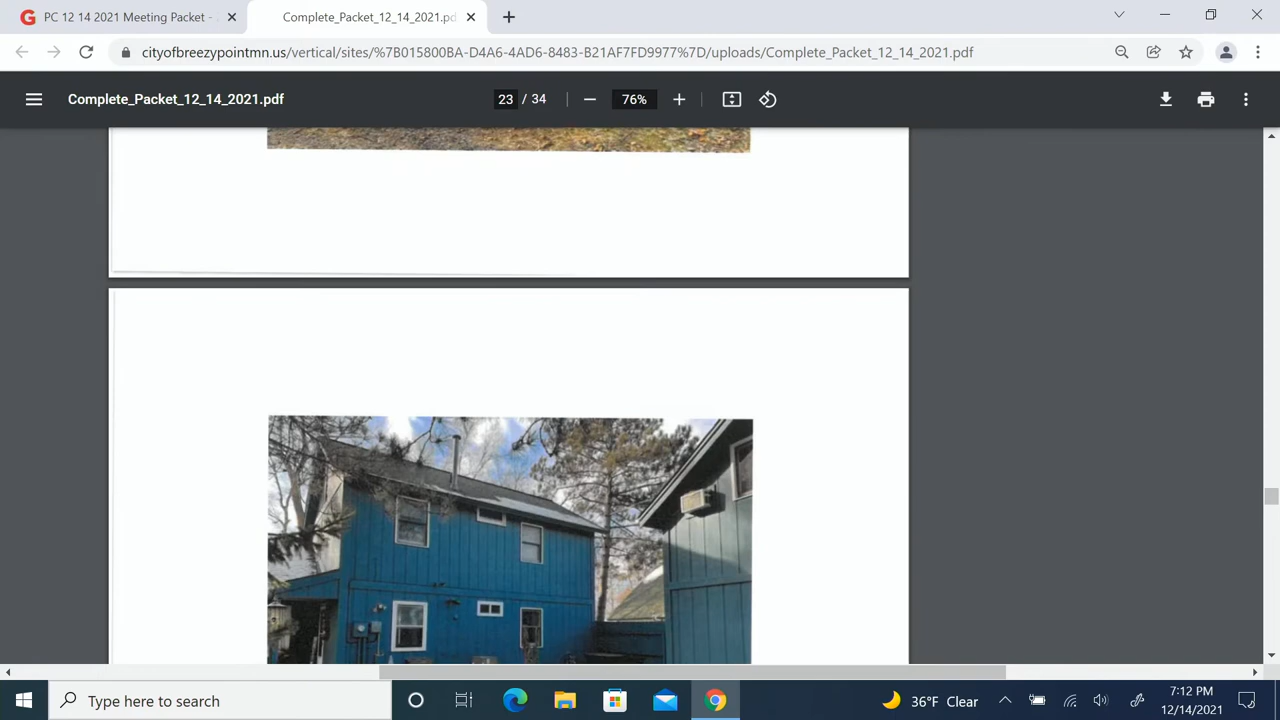 PC 12 14 2021 Meeting Packet -
Complete_Packet_12_14_2021.pd
cityofbreezypointmn.us/vertical/sites/%7B015800BA-D4A6-4AD6-8483-B21AF7FD9977%7D/uploads/Complete_Packet_12_14_2021.pdf
Complete_Packet_12_14_2021.pdf
23 / 34
76%
Type here to search
36°F Clear
7:12 PM
12/14/2021